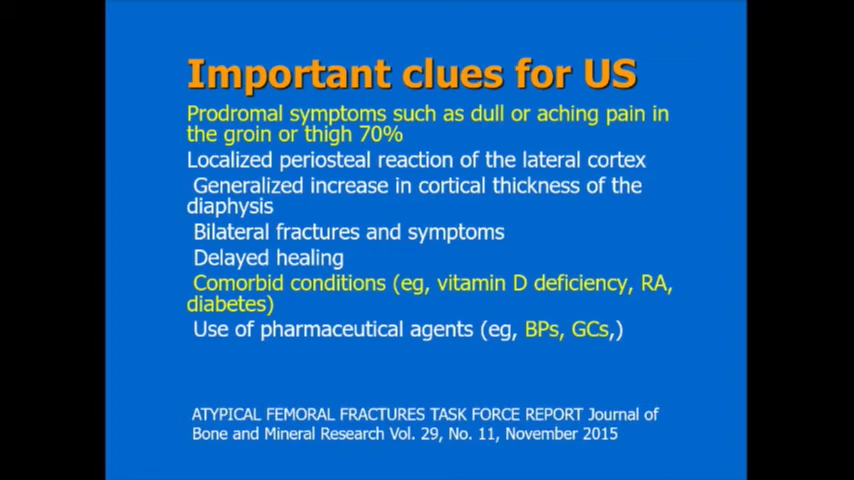 Important clues for US
Prodromal symptoms such as dull or aching pain in
the groin or thigh 70%
Localized periosteal reaction of the lateral cortex
Generalized increase in cortical thickness of the
diaphysis
Bilateral fractures and symptoms
Delayed healing
Comorbid conditions (eg, vitamin D deficiency, RA,
diabetes)
Use of pharmaceutical agents (eg, BPs, GCs,)
ATYPICAL FEMORAL FRACTURES TASK FORCE REPORT Journal of
Bone and Mineral Research Vol. 29, No. 11, November 2015